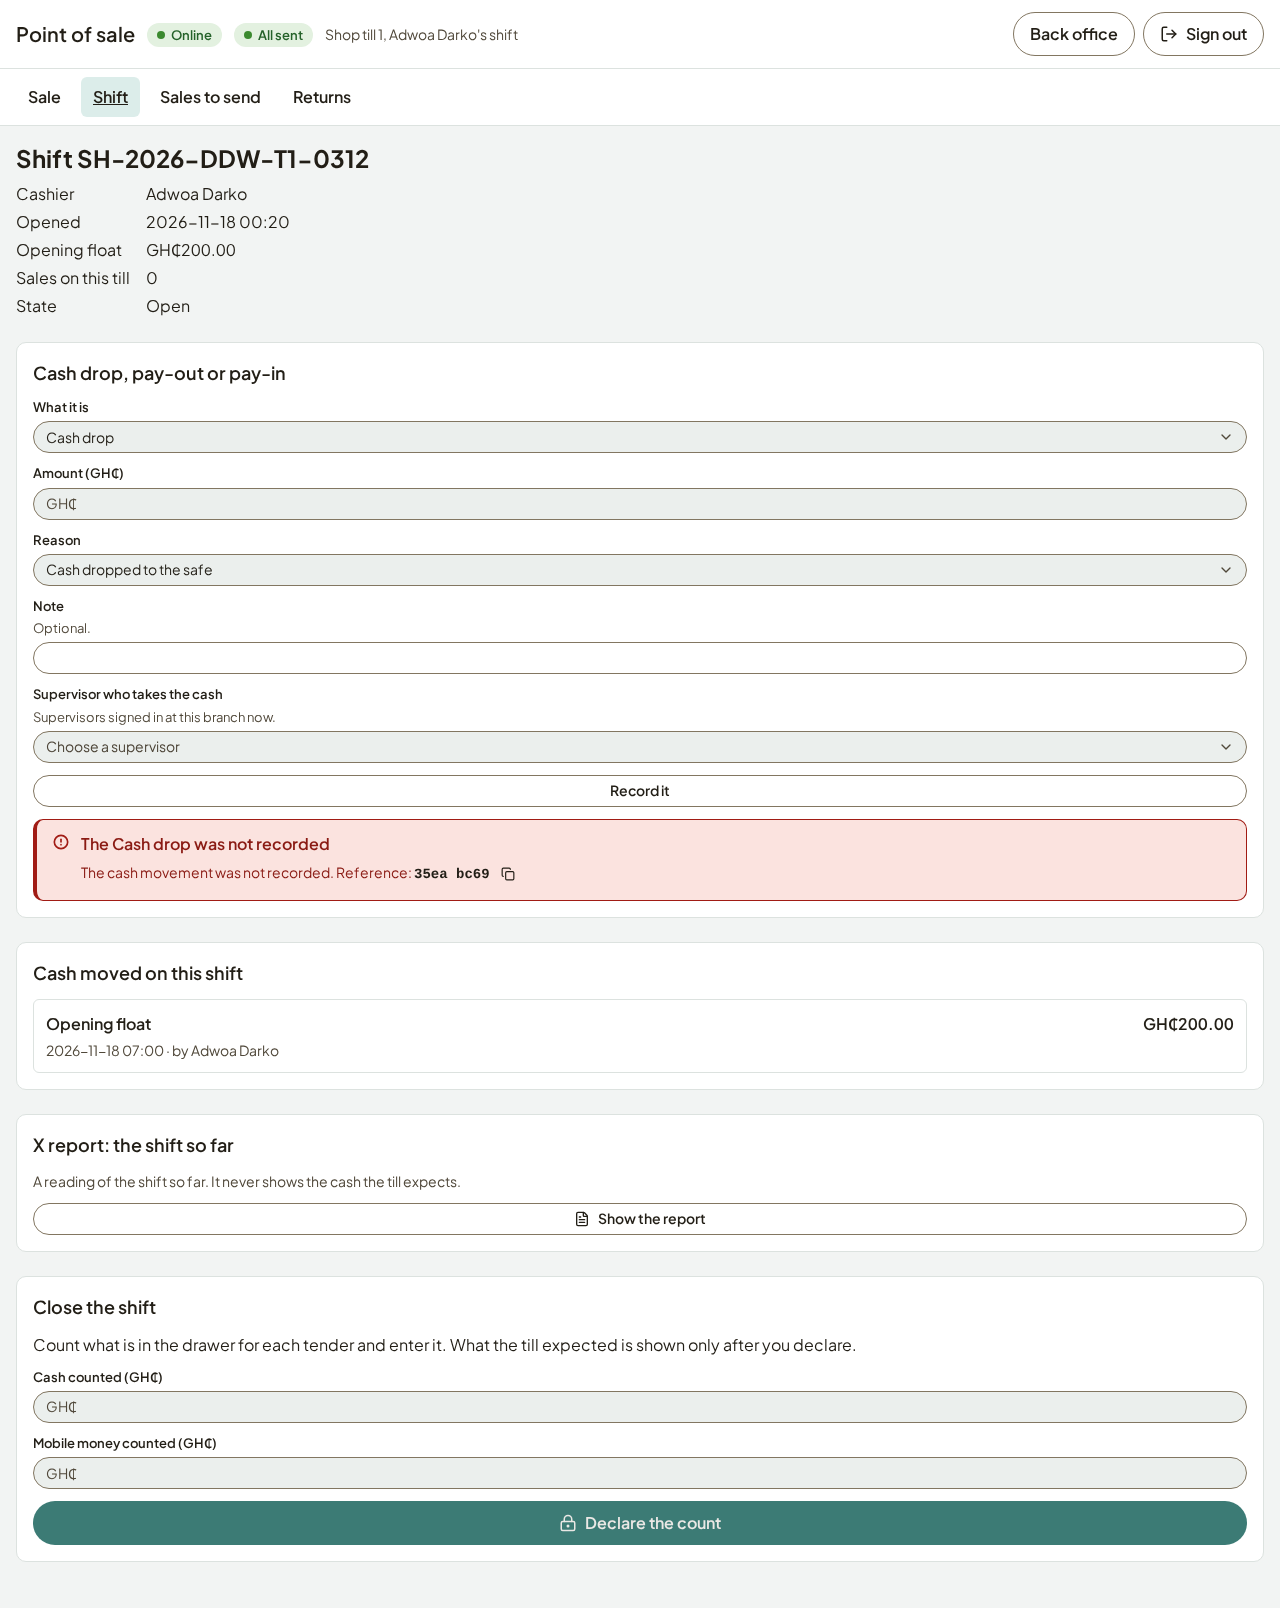 Point of sale
Online
All sent
Shop till 1, Adwoa Darko's shift
Back office
Sign out
Sale
Shift
Sales to send
Returns
Shift SH-2026-DDW-T1-0312
Cashier Adwoa Darko
Opened 2026-11-18 00:20
Opening float GH₵200.00
Sales on this till 0
State Open
Cash drop, pay-out or pay-in
What it is
Cash drop
Amount (GH₵)
GH₵
Reason
Cash dropped to the safe
Note
Optional.
Supervisor who takes the cash
Supervisors signed in at this branch now.
Choose a supervisor
Record it
The Cash drop was not recorded
The cash movement was not recorded. Reference: 35ea bc69
Cash moved on this shift
Opening float GH₵200.00
2026-11-18 07:00 · by Adwoa Darko
X report: the shift so far
A reading of the shift so far. It never shows the cash the till expects.
Show the report
Close the shift
Count what is in the drawer for each tender and enter it. What the till expected is shown only after you declare.
Cash counted (GH₵)
GH₵
Mobile money counted (GH₵)
GH₵
Declare the count